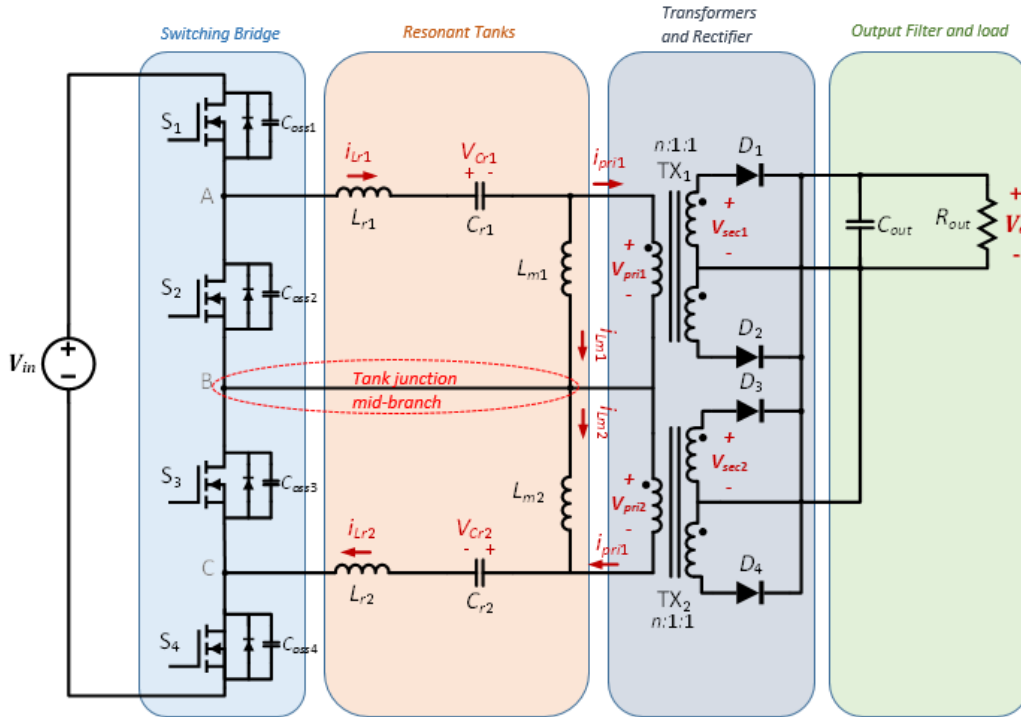 Switching Bridge
Resonant Tanks
Transformers
and Rectifier
Output Filter and load
S1
Coss1
A
iLr1
Lr1
VCr1
+ -
Cr1
ipri1
n:1:1
TX1
D1
+
Vsec1
-
Cout
Rout
+
-
S2
Coss2
Lm1
+
Vpri1
-
iLm1
D2
Vin
B
Tank junction
mid-branch
iLm2
D3
+
Vsec2
-
S3
Coss3
Lm2
+
Vpri2
-
C
iLr2
Lr2
VCr2
- +
Cr2
ipri1
D4
TX2
n:1:1
S4
Coss4